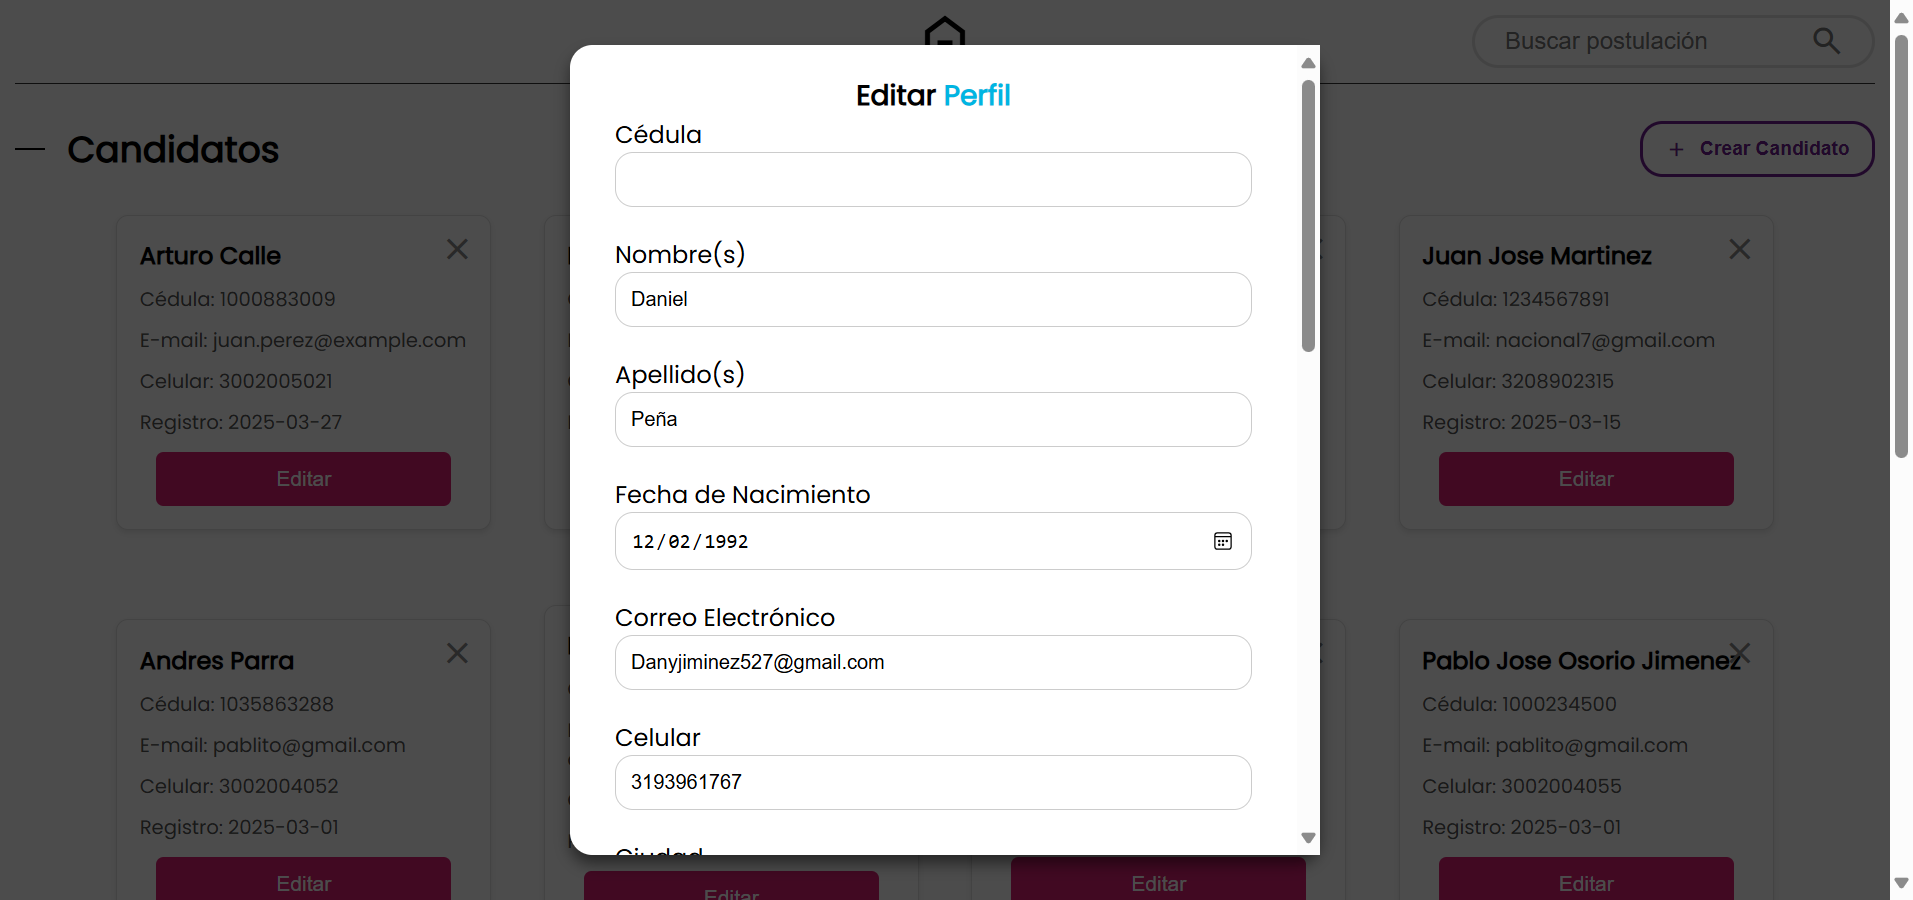 Buscar postulación
Candidatos
+ Crear Candidato
Arturo Calle
Cédula: 1000883009
E-mail: juan.perez@example.com
Celular: 3002005021
Registro: 2025-03-27
Editar
Editar Perfil
Cédula
Nombre(s)
Daniel
Apellido(s)
Peña
Fecha de Nacimiento
12/02/1992
Correo Electrónico
Danyjiminez527@gmail.com
Celular
3193961767
Ciudad
Juan Jose Martinez
Cédula: 1234567891
E-mail: nacional7@gmail.com
Celular: 3208902315
Registro: 2025-03-15
Editar
Andres Parra
Cédula: 1035863288
E-mail: pablito@gmail.com
Celular: 3002004052
Registro: 2025-03-01
Editar
Editar
Editar
Pablo Jose Osorio Jimenez
Cédula: 1000234500
E-mail: pablito@gmail.com
Celular: 3002004055
Registro: 2025-03-01
Editar